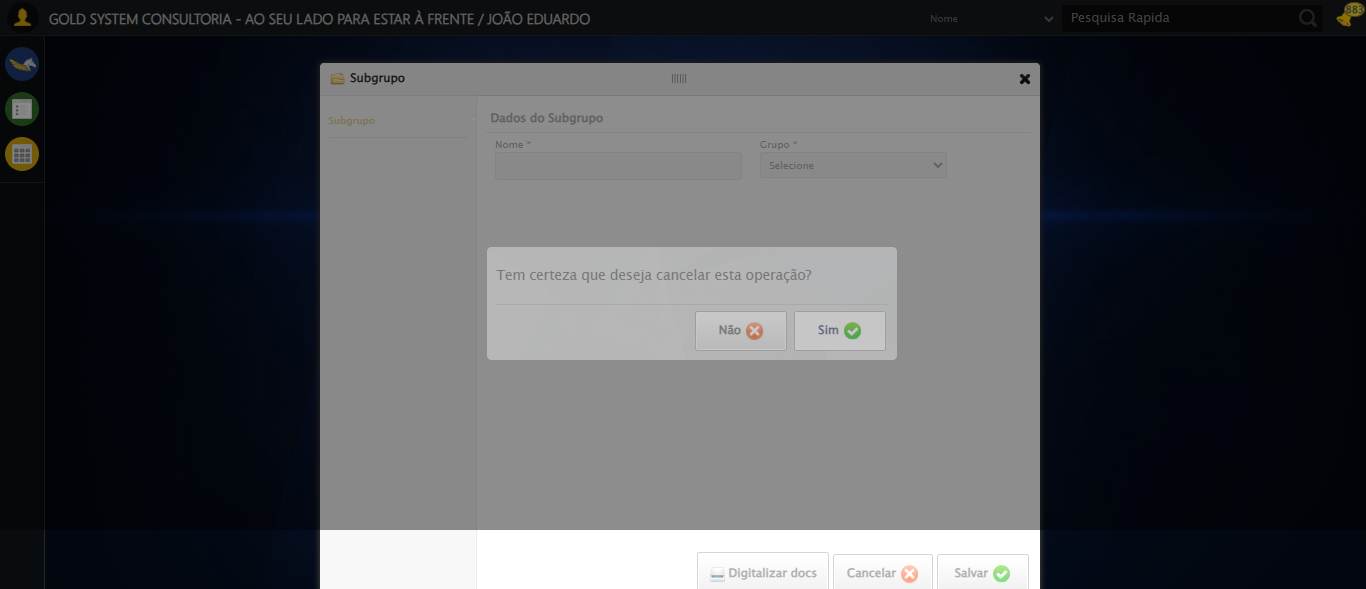 GOLD SYSTEM CONSULTORIA - AO SEU LADO PARA ESTAR À FRENTE / JOÃO EDUARDO
Nome
Pesquisa Rapida
883
Subgrupo
Subgrupo
Dados do Subgrupo
Nome *
Grupo *
Selecione
Tem certeza que deseja cancelar esta operação?
Não
Sim
Digitalizar docs
Cancelar
Salvar